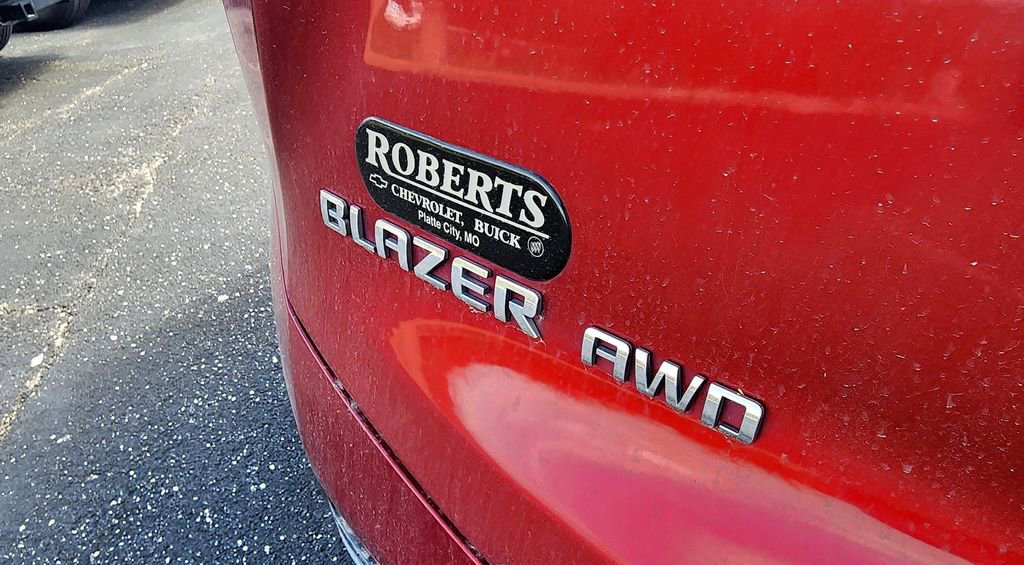 ROBERTS
CHEVROLET, BUICK
Platte City, MO
BLAZER AWD